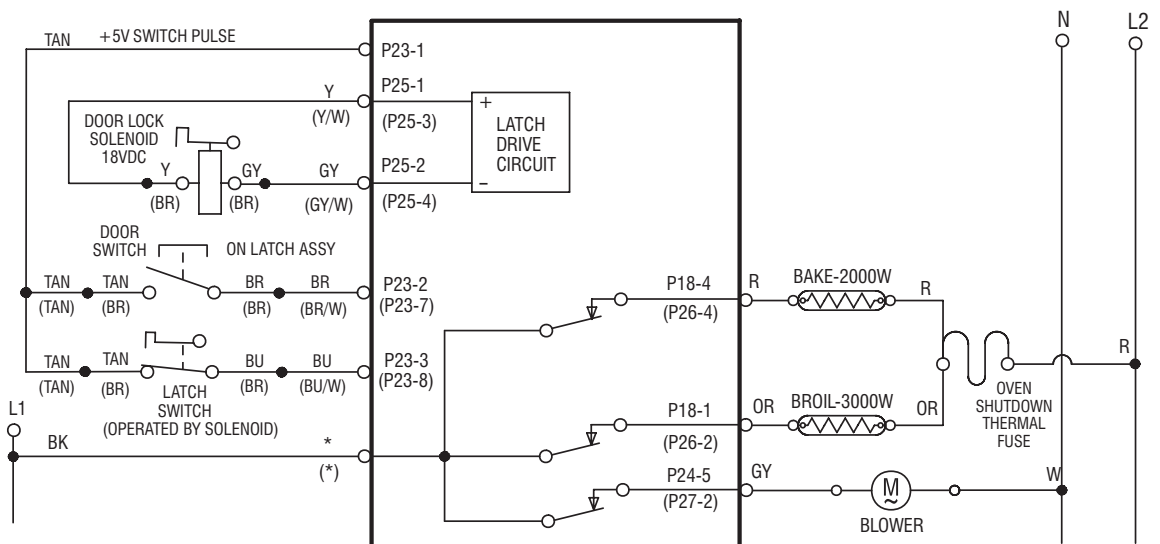 N
L2
TAN
+5V SWITCH PULSE
P23-1
Y
(Y/W)
P25-1
(P25-3)
+
LATCH
DRIVE
CIRCUIT
–
DOOR LOCK
SOLENOID
18VDC
Y
(BR)
GY
(BR)
GY
(GY/W)
P25-2
(P25-4)
DOOR
SWITCH
ON LATCH ASSY
TAN
(TAN)
TAN
(BR)
BR
(BR)
BR
(BR/W)
P23-2
(P23-7)
P18-4
(P26-4)
R
BAKE-2000W
R
TAN
(TAN)
TAN
(BR)
BU
(BR)
BU
(BU/W)
P23-3
(P23-8)
LATCH
SWITCH
(OPERATED BY SOLENOID)
R
OVEN
SHUTDOWN
THERMAL
FUSE
L1
BK
*
(*)
P18-1
(P26-2)
OR
BROIL-3000W
OR
P24-5
(P27-2)
GY
M
~
BLOWER
W